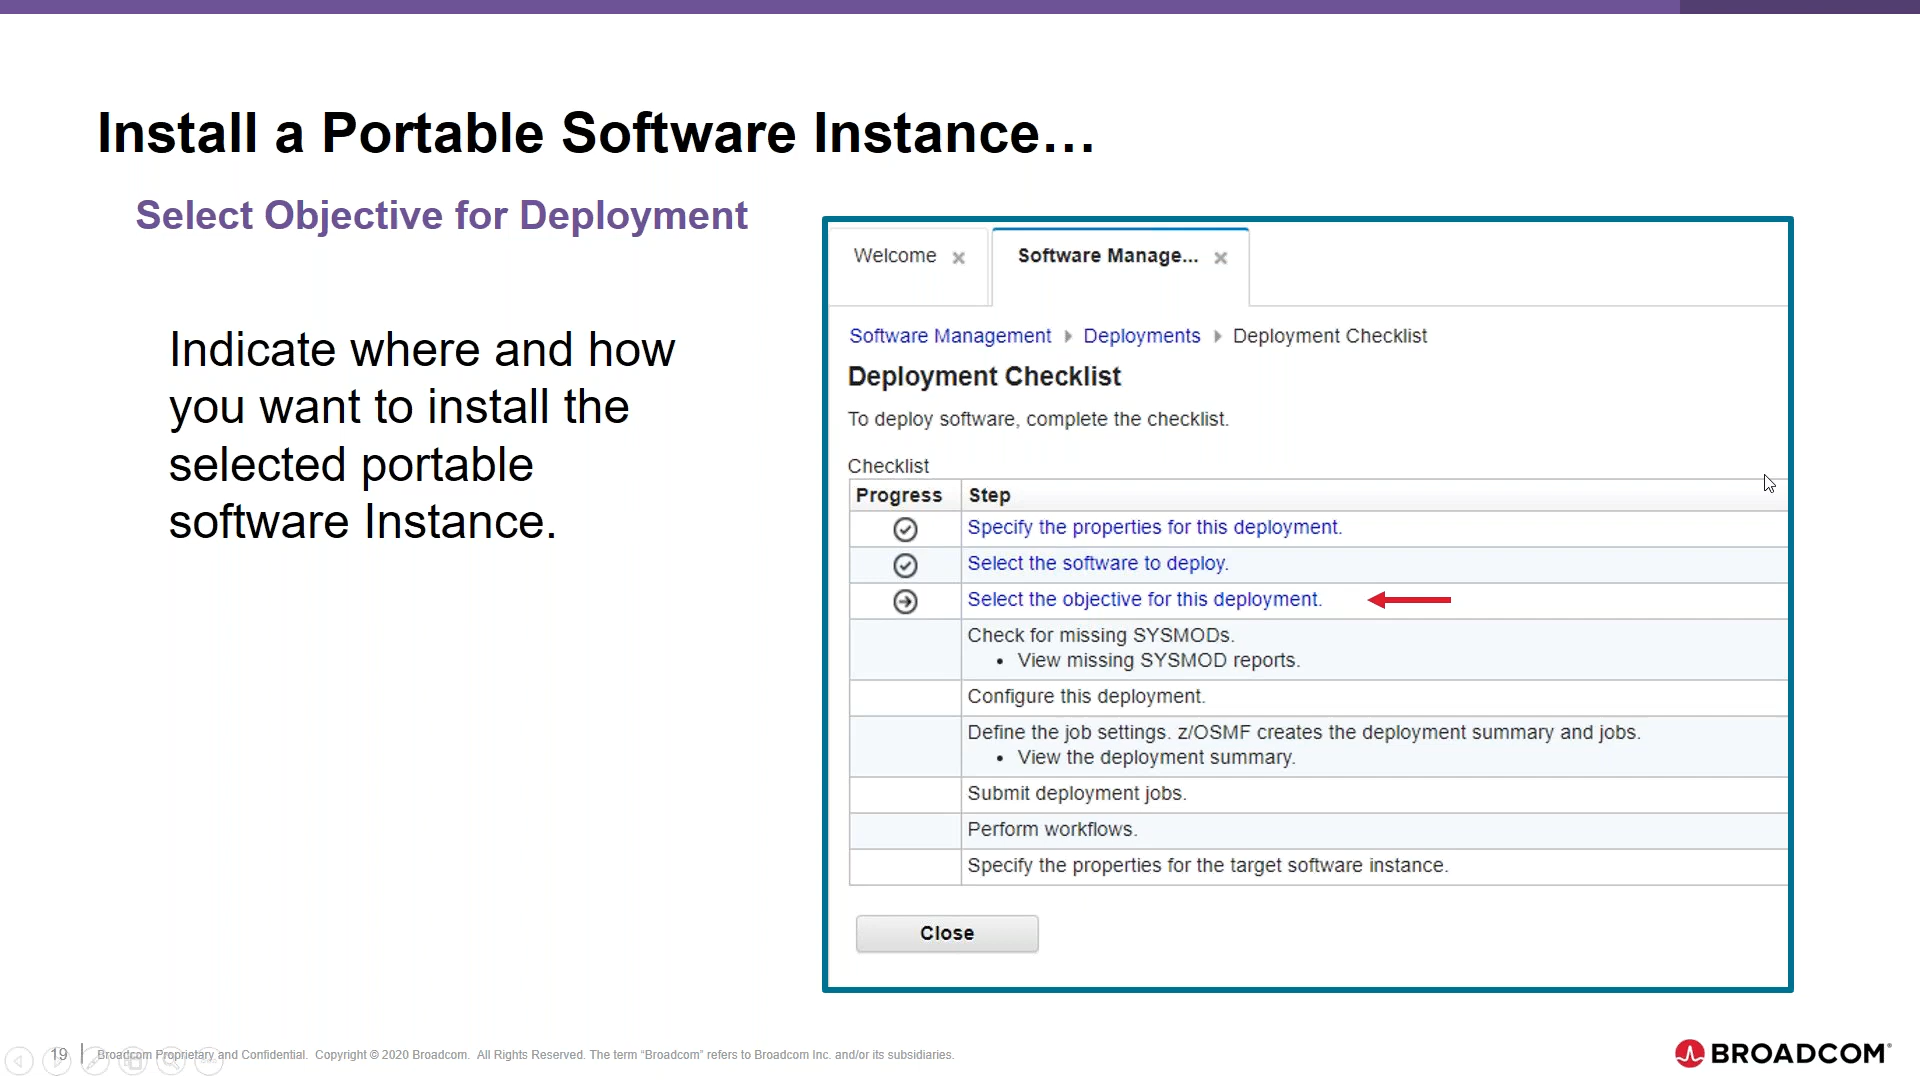 Install a Portable Software Instance…
Select Objective for Deployment
Indicate where and how
you want to install the
selected portable
software Instance.
Welcome
Software Manage...
Software Management Deployments Deployment Checklist
Deployment Checklist
To deploy software, complete the checklist.
Checklist
Progress Step
Specify the properties for this deployment.
Select the software to deploy.
Select the objective for this deployment.
Check for missing SYSMODs.
• View missing SYSMOD reports.
Configure this deployment.
Define the job settings. z/OSMF creates the deployment summary and jobs.
• View the deployment summary.
Submit deployment jobs.
Perform workflows.
Specify the properties for the target software instance.
Close
19 Broadcom Proprietary and Confidential. Copyright © 2020 Broadcom. All Rights Reserved. The term “Broadcom” refers to Broadcom Inc. and/or its subsidiaries.
BROADCOM®